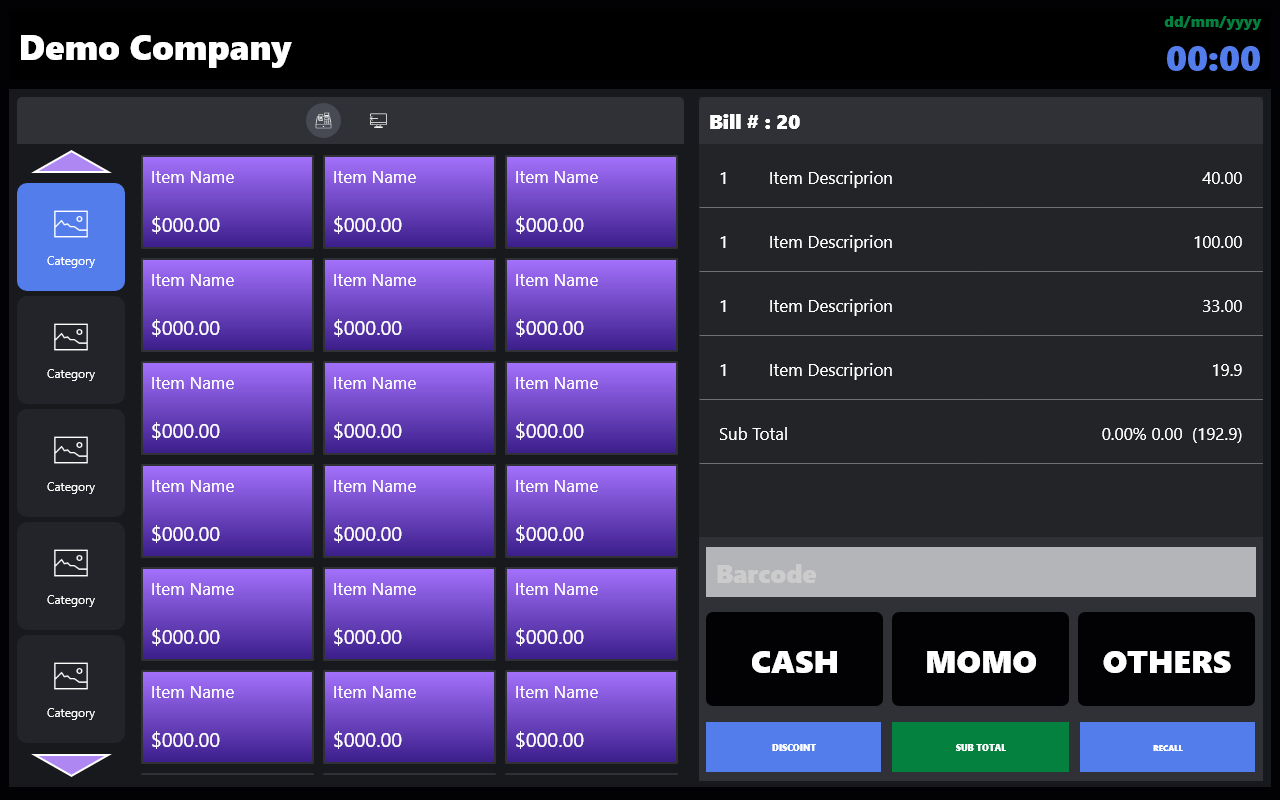 Demo Company
dd/mm/yyyy
00:00
Category
Category
Category
Category
Category
Item Name Item Name Item Name
$000.00 $000.00 $000.00
Item Name Item Name Item Name
$000.00 $000.00 $000.00
Item Name Item Name Item Name
$000.00 $000.00 $000.00
Item Name Item Name Item Name
$000.00 $000.00 $000.00
Item Name Item Name Item Name
$000.00 $000.00 $000.00
Item Name Item Name Item Name
$000.00 $000.00 $000.00
Bill # : 20
1 Item Descriprion 40.00
1 Item Descriprion 100.00
1 Item Descriprion 33.00
1 Item Descriprion 19.9
Sub Total 0.00% 0.00 (192.9)
Barcode
CASH MOMO OTHERS
DISCOINT SUB TOTAL RECALL